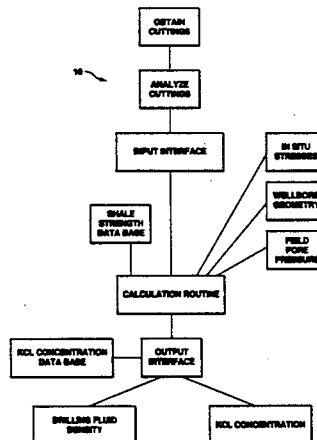 OBTAIN
CUTTINGS
10
ANALYZE
CUTTINGS
INPUT INTERFACE
IN SITU
STRESSES
WELLBORE
GEOMETRY
FIELD
PORE
PRESSURE
SHALE
STRENGTH
DATA BASE
CALCULATION ROUTINE
KCL CONCENTRATION
DATA BASE
OUTPUT
INTERFACE
DRILLING FLUID
DENSITY
KCL CONCENTRATION